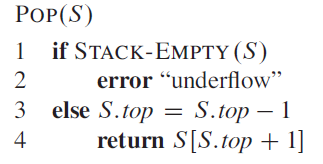 POP(S)
1 if STACK-EMPTY(S)
2 error “underflow”
3 else S.top = S.top − 1
4 return S[S.top + 1]